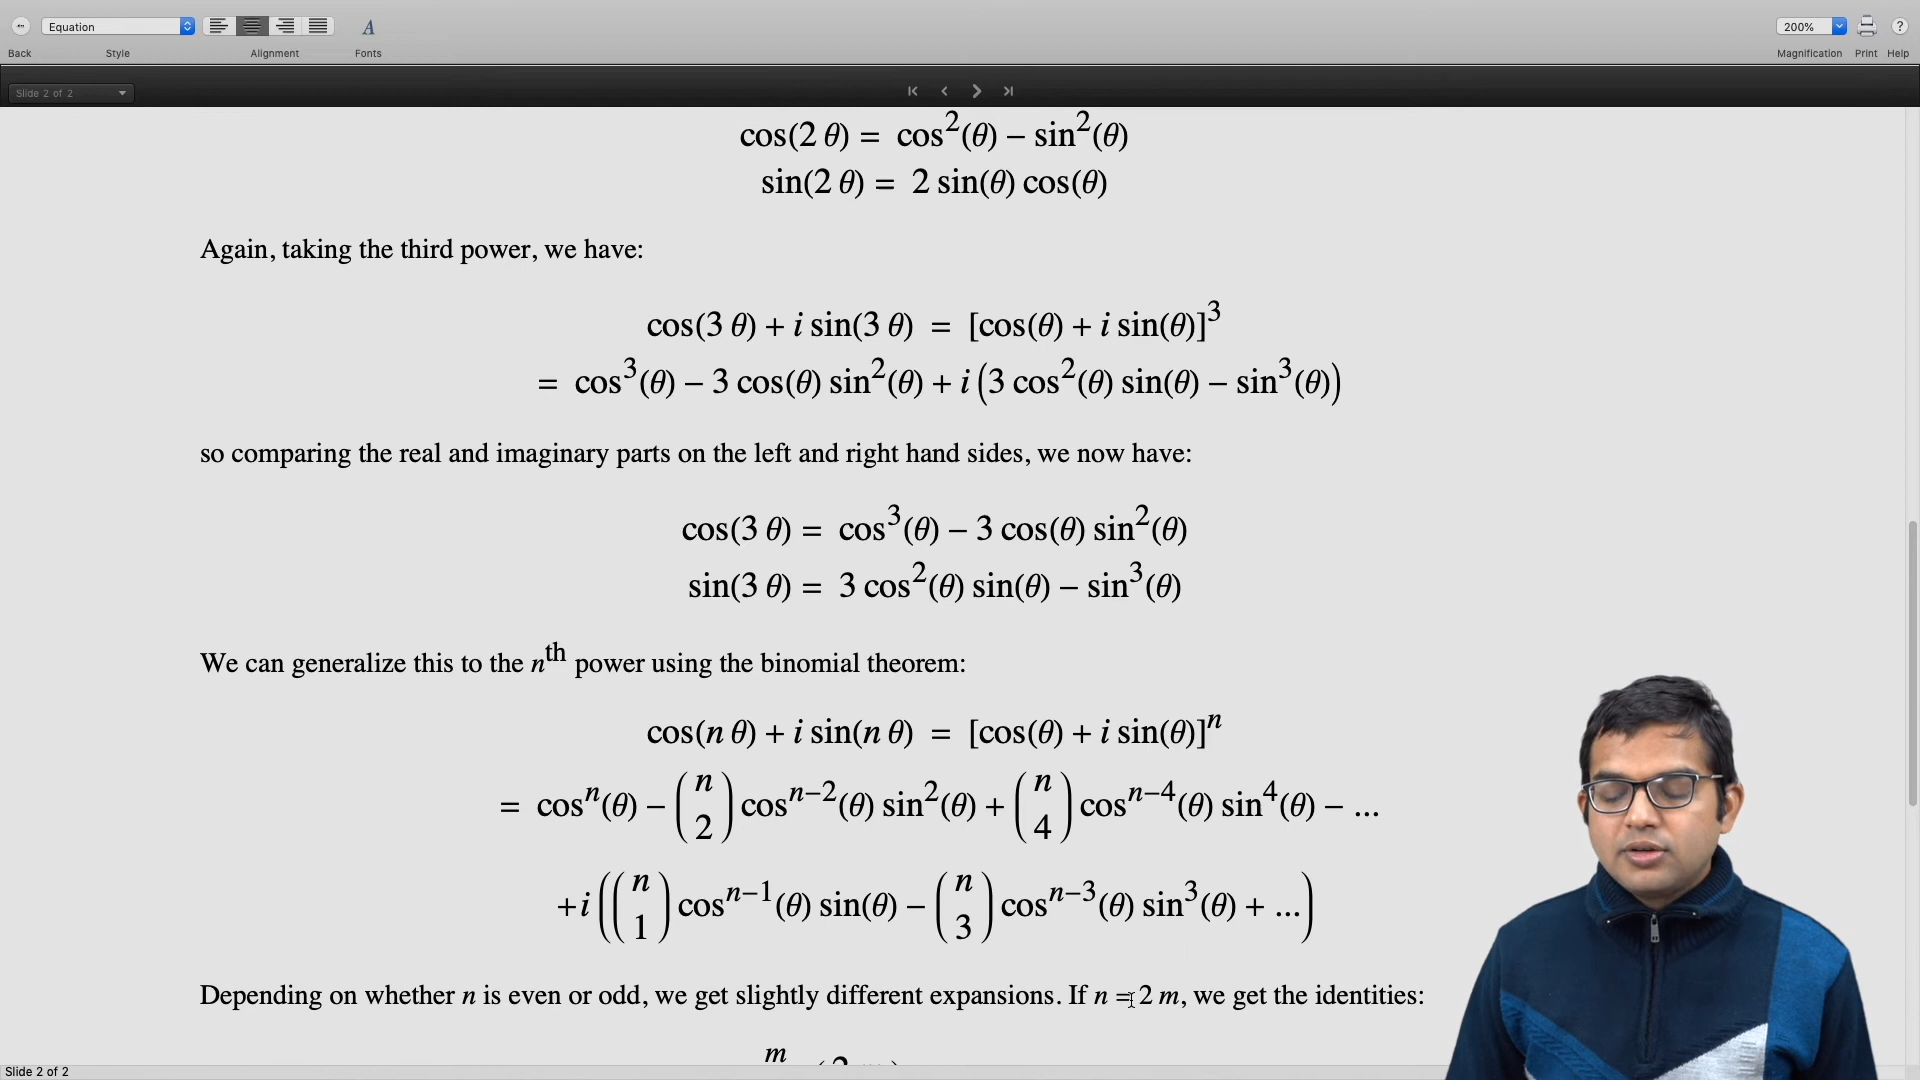 Equation
200%
Back
Style
Alignment
Fonts
Magnification
Print
Help
Slide 2 of 2
cos(2 θ) = cos²(θ) − sin²(θ)
sin(2 θ) = 2 sin(θ) cos(θ)
Again, taking the third power, we have:
cos(3 θ) + i sin(3 θ) = [cos(θ) + i sin(θ)]³
= cos³(θ) − 3 cos(θ) sin²(θ) + i (3 cos²(θ) sin(θ) − sin³(θ))
so comparing the real and imaginary parts on the left and right hand sides, we now have:
cos(3 θ) = cos³(θ) − 3 cos(θ) sin²(θ)
sin(3 θ) = 3 cos²(θ) sin(θ) − sin³(θ)
We can generalize this to the nth power using the binomial theorem:
cos(n θ) + i sin(n θ) = [cos(θ) + i sin(θ)]ⁿ
= cosⁿ(θ) − (n 2) cosⁿ⁻²(θ) sin²(θ) + (n 4) cosⁿ⁻⁴(θ) sin⁴(θ) − ...
+i ((n 1) cosⁿ⁻¹(θ) sin(θ) − (n 3) cosⁿ⁻³(θ) sin³(θ) + ...)
Depending on whether n is even or odd, we get slightly different expansions. If n = 2 m, we get the identities:
m
Slide 2 of 2